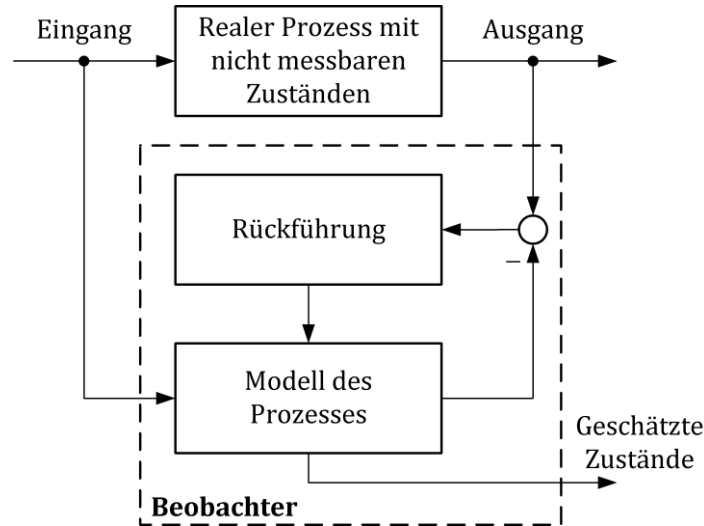 Eingang
Realer Prozess mit
nicht messbaren
Zuständen
Ausgang
Rückführung
–
Modell des
Prozesses
Geschätzte
Zustände
Beobachter